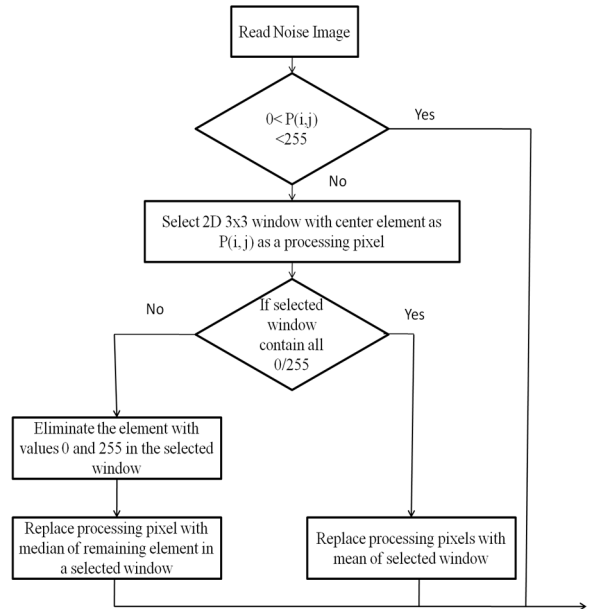 Read Noise Image
0< P(i,j)
<255
Yes
No
Select 2D 3x3 window with center element as
P(i, j) as a processing pixel
If selected
window
contain all
0/255
No
Yes
Eliminate the element with
values 0 and 255 in the selected
window
Replace processing pixel with
median of remaining element in
a selected window
Replace processing pixels with
mean of selected window